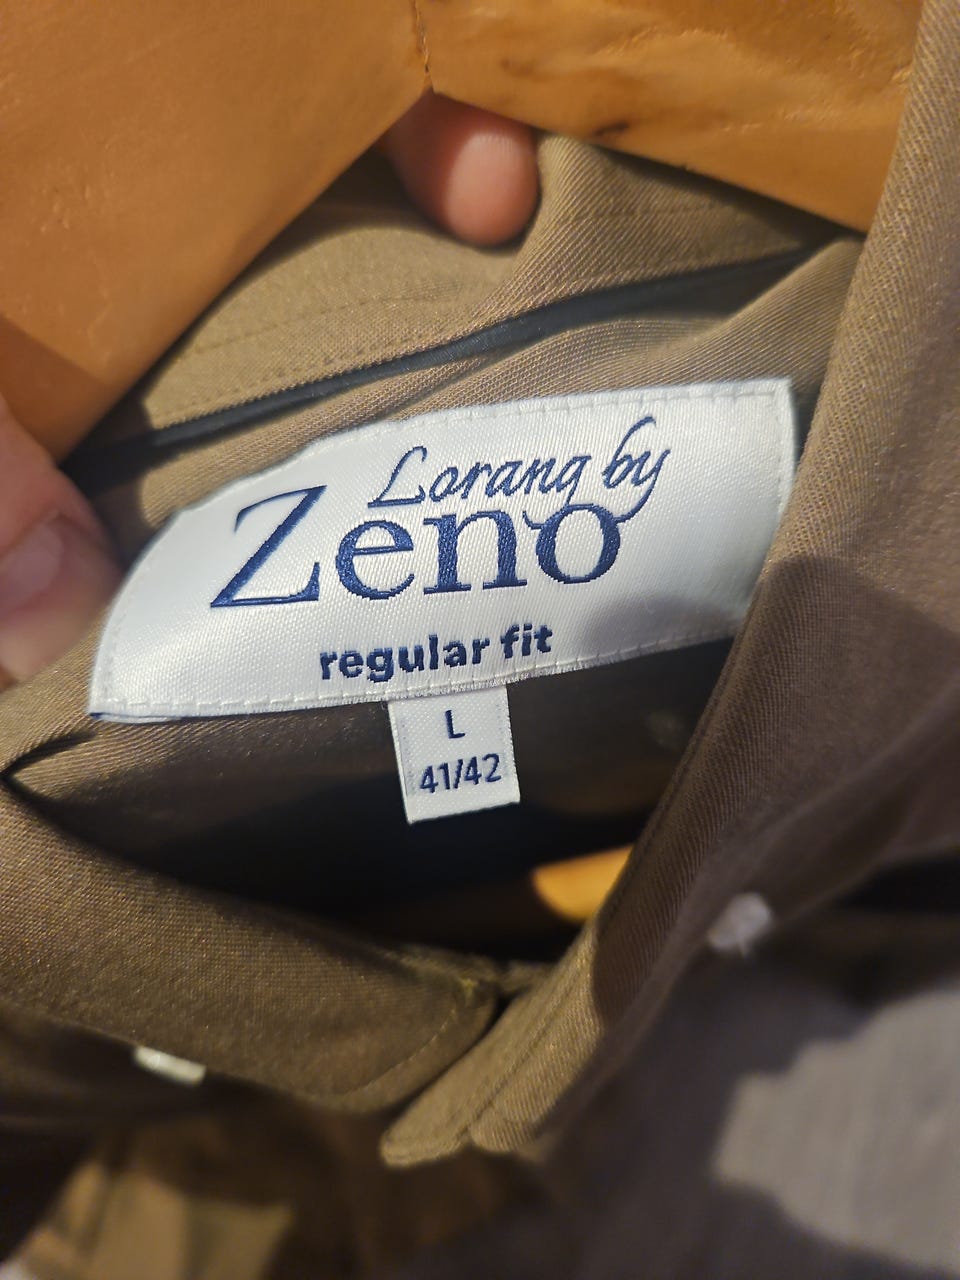 Lorang by
Zeno
regular fit
L
41/42